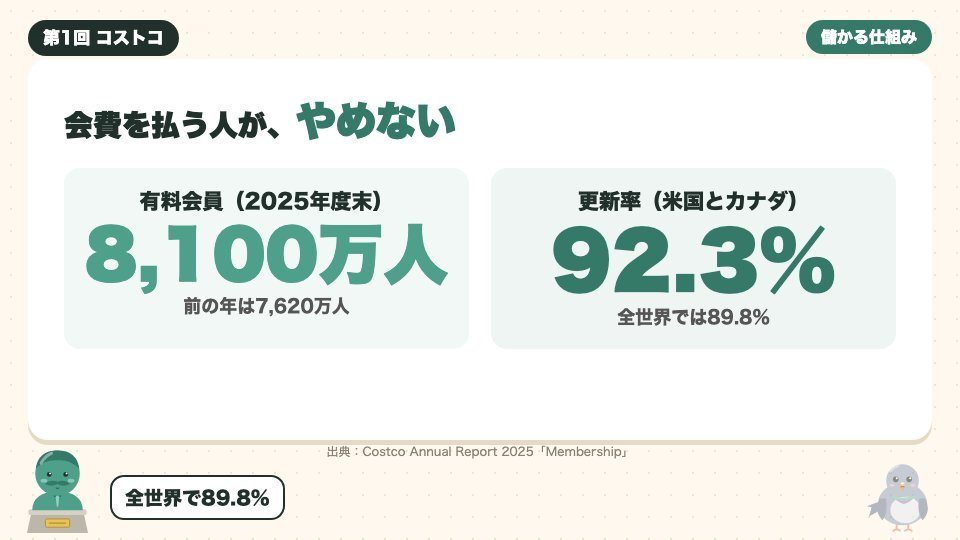 第1回 コストコ
儲かる仕組み
会費を払う人が、やめない
有料会員（2025年度末）
8,100万人
前の年は7,620万人
更新率（米国とカナダ）
92.3%
全世界では89.8%
出典：Costco Annual Report 2025「Membership」
全世界で89.8%